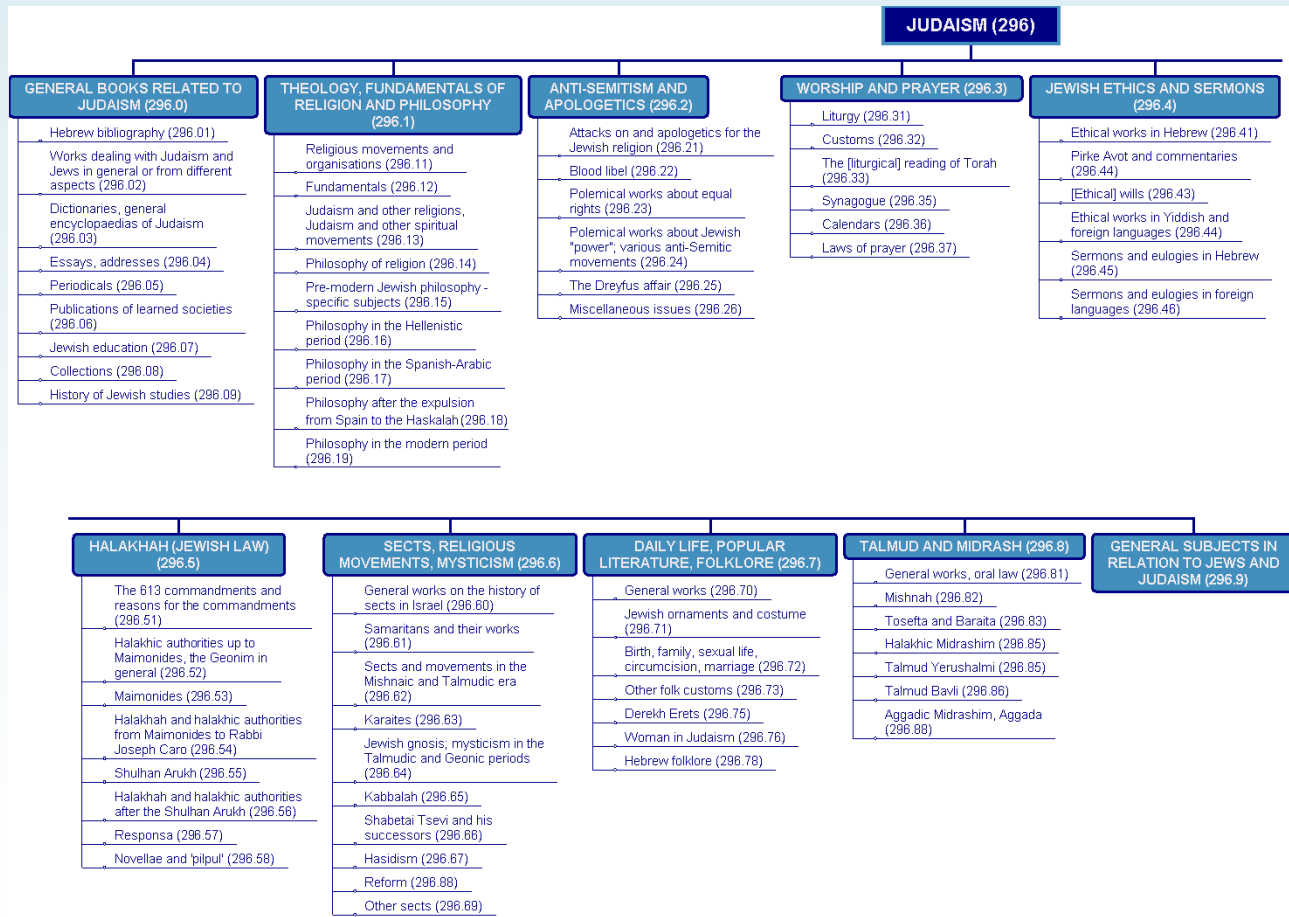 JUDAISM (296)
GENERAL BOOKS RELATED TO
JUDAISM (296.0)
Hebrew bibliography (296.01)
Works dealing with Judaism and
Jews in general or from different
aspects (296.02)
Dictionaries, general
encyclopaedias of Judaism
(296.03)
Essays, addresses (296.04)
Periodicals (296.05)
Publications of learned societies
(296.06)
Jewish education (296.07)
Collections (296.08)
History of Jewish studies (296.09)
THEOLOGY, FUNDAMENTALS OF
RELIGION AND PHILOSOPHY
(296.1)
Religious movements and
organisations (296.11)
Fundamentals (296.12)
Judaism and other religions,
Judaism and other spiritual
movements (296.13)
Philosophy of religion (296.14)
Pre-modern Jewish philosophy -
specific subjects (296.15)
Philosophy in the Hellenistic
period (296.16)
Philosophy in the Spanish-Arabic
period (296.17)
Philosophy after the expulsion
from Spain to the Haskalah (296.18)
Philosophy in the modern period
(296.19)
ANTI-SEMITISM AND
APOLOGETICS (296.2)
Attacks on and apologetics for the
Jewish religion (296.21)
Blood libel (296.22)
Polemical works about equal
rights (296.23)
Polemical works about Jewish
"power"; various anti-Semitic
movements (296.24)
The Dreyfus affair (296.25)
Miscellaneous issues (296.26)
WORSHIP AND PRAYER (296.3)
Liturgy (296.31)
Customs (296.32)
The [liturgical] reading of Torah
(296.33)
Synagogue (296.35)
Calendars (296.36)
Laws of prayer (296.37)
JEWISH ETHICS AND SERMONS
(296.4)
Ethical works in Hebrew (296.41)
Pirke Avot and commentaries
(296.44)
[Ethical] wills (296.43)
Ethical works in Yiddish and
foreign languages (296.44)
Sermons and eulogies in Hebrew
(296.45)
Sermons and eulogies in foreign
languages (296.46)
HALAKHAH (JEWISH LAW)
(296.5)
The 613 commandments and
reasons for the commandments
(296.51)
Halakhic authorities up to
Maimonides, the Geonim in
general (296.52)
Maimonides (296.53)
Halakhah and halakhic authorities
from Maimonides to Rabbi
Joseph Caro (296.54)
Shulhan Arukh (296.55)
Halakhah and halakhic authorities
after the Shulhan Arukh (296.56)
Responsa (296.57)
Novellae and 'pilpul' (296.58)
SECTS, RELIGIOUS
MOVEMENTS, MYSTICISM (296.6)
General works on the history of
sects in Israel (296.60)
Samaritans and their works
(296.61)
Sects and movements in the
Mishnaic and Talmudic era
(296.62)
Karaites (296.63)
Jewish gnosis; mysticism in the
Talmudic and Geonic periods
(296.64)
Kabbalah (296.65)
Shabetai Tsevi and his
successors (296.66)
Hasidism (296.67)
Reform (296.88)
Other sects (296.69)
DAILY LIFE, POPULAR
LITERATURE, FOLKLORE (296.7)
General works (296.70)
Jewish ornaments and costume
(296.71)
Birth, family, sexual life,
circumcision, marriage (296.72)
Other folk customs (296.73)
Derekh Erets (296.75)
Woman in Judaism (296.76)
Hebrew folklore (296.78)
TALMUD AND MIDRASH (296.8)
General works, oral law (296.81)
Mishnah (296.82)
Tosefta and Baraita (296.83)
Halakhic Midrashim (296.85)
Talmud Yerushalmi (296.85)
Talmud Bavli (296.86)
Aggadic Midrashim, Aggada
(296.88)
GENERAL SUBJECTS IN
RELATION TO JEWS AND
JUDAISM (296.9)